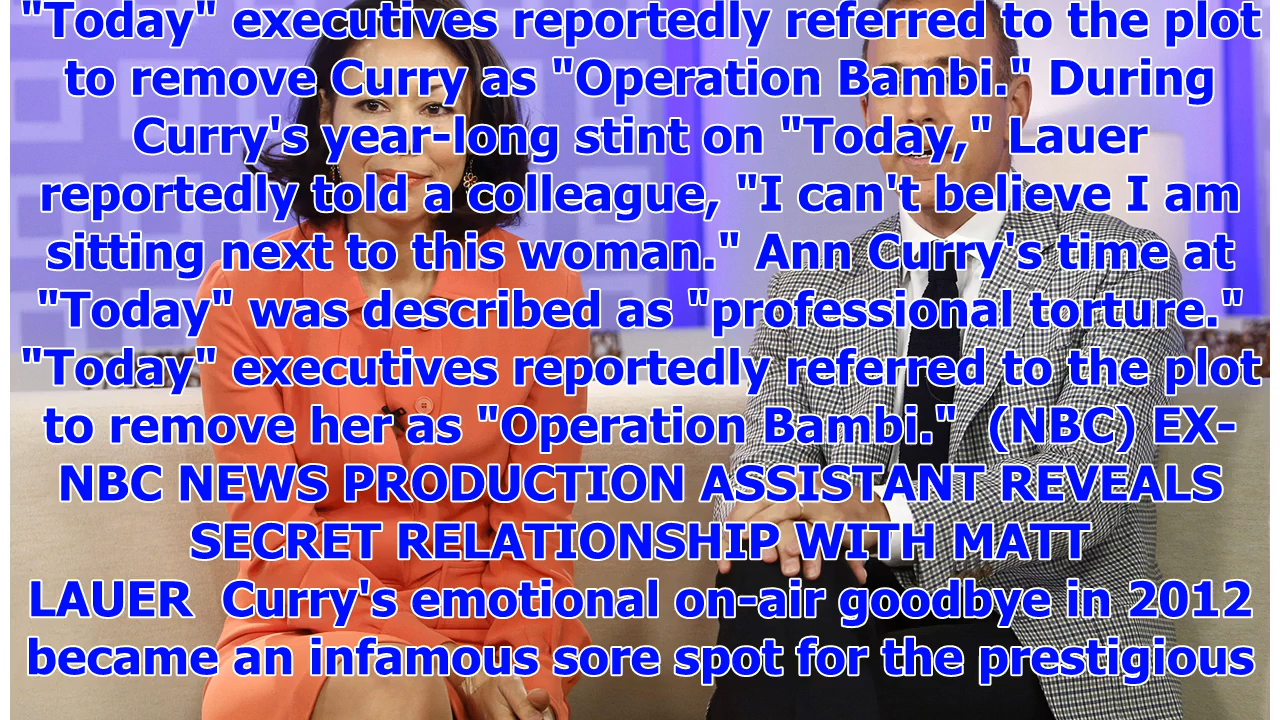 "Today" executives reportedly referred to the plot
to remove Curry as "Operation Bambi." During
Curry's year-long stint on "Today," Lauer
reportedly told a colleague, "I can't believe I am
sitting next to this woman." Ann Curry's time at
"Today" was described as "professional torture."
"Today" executives reportedly referred to the plot
to remove her as "Operation Bambi."  (NBC) EX-
NBC NEWS PRODUCTION ASSISTANT REVEALS
SECRET RELATIONSHIP WITH MATT
LAUER  Curry's emotional on-air goodbye in 2012
became an infamous sore spot for the prestigious